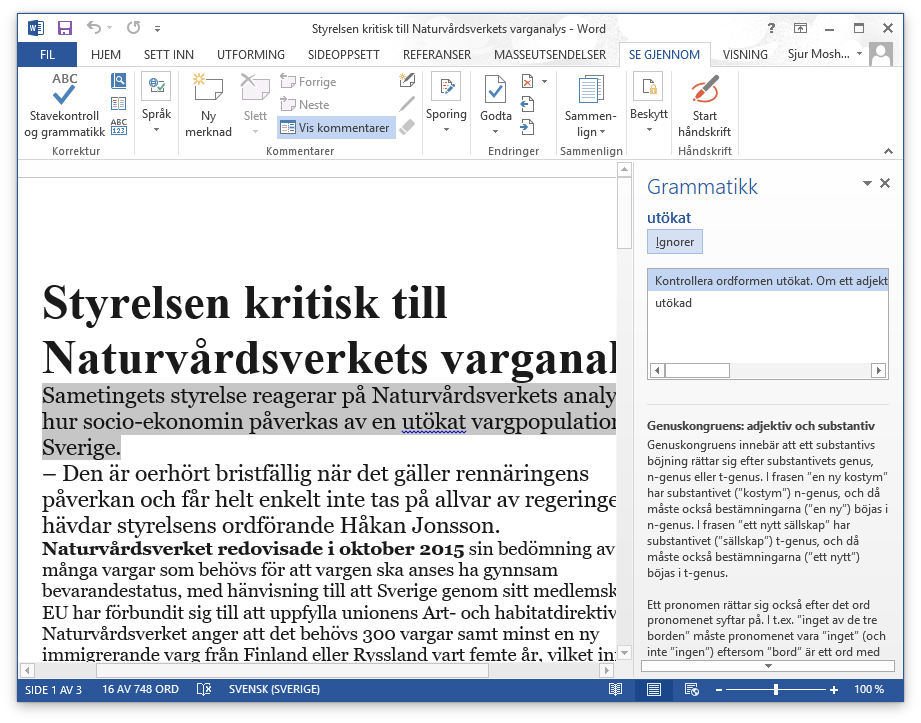 Styrelsen kritisk till Naturvårdsverkets varganalys - Word
FIL HJEM SETT INN UTFORMING SIDEOPPSETT REFERANSER MASSEUTSENDELSER SE GJENNOM VISNING Sjur Mosh...
ABC
Stavekontroll
og grammatikk
ABC
123
Korrektur
Språk
Ny
merknad
Slett
Forrige
Neste
Vis kommentarer
Kommentarer
Sporing
Godta
Endringer
Sammen-
lign
Sammenlign
Beskytt
Start
håndskrift
Håndskrift
Styrelsen kritisk till
Naturvårdsverkets varganal
Sametingets styrelse reagerar på Naturvårdsverkets analy
hur socio-ekonomin påverkas av en utökat vargpopulation
Sverige.
– Den är oerhört bristfällig när det gäller rennäringens
påverkan och får helt enkelt inte tas på allvar av regeringe
hävdar styrelsens ordförande Håkan Jonsson.
Naturvårdsverket redovisade i oktober 2015 sin bedömning av
många vargar som behövs för att vargen ska anses ha gynnsam
bevarandestatus, med hänvisning till att Sverige genom sitt medlemsk
EU har förbundit sig till att uppfylla unionens Art- och habitatdirektiv
Naturvårdsverket anger att det behövs 300 vargar samt minst en ny
immigrerande varg från Finland eller Ryssland vart femte år, vilket in
Grammatikk
utökat
Ignorer
Kontrollera ordformen utökat. Om ett adjekt
utökad
Genuskongruens: adjektiv och substantiv
Genuskongruens innebär att ett substantivs
böjning rättar sig efter substantivets genus,
n-genus eller t-genus. I frasen "en ny kostym"
har substantivet ("kostym") n-genus, och då
måste också bestämningarna ("en ny") böjas i
n-genus. I frasen "ett nytt sällskap" har
substantivet ("sällskap") t-genus, och då
måste också bestämningarna ("ett nytt")
böjas i t-genus.
Ett pronomen rättar sig också efter det ord
pronomenet syftar på. I t.ex. "inget av de tre
borden" måste pronomenet vara "inget" (och
inte "ingen") eftersom "bord" är ett ord med
SIDE 1 AV 3 16 AV 748 ORD SVENSK (SVERIGE) 100 %